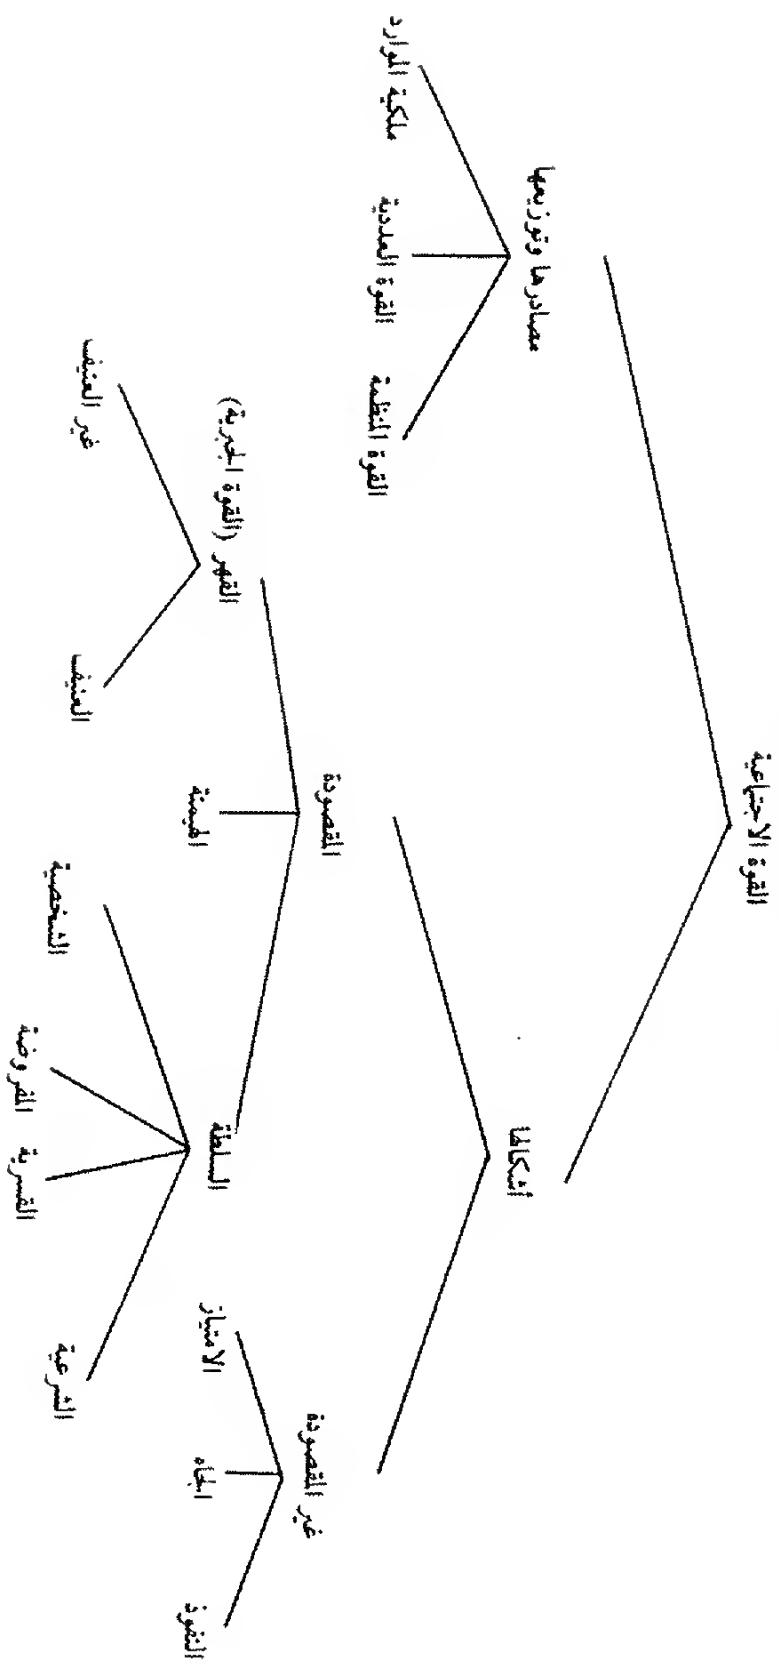 القوة الاجتماعية
أشكالها
مصادرها وتوزيعها
غير المقصودة
المقصودة
القوة المنظمة
القوة العددية
ملكية الموارد
النفوذ
الجاه
الامتياز
السلطة
الهيمنة
القهر (القوة الجبرية)
الشرعية
القسرية
المفروضة
الشخصية
العنيف
غير العنيف